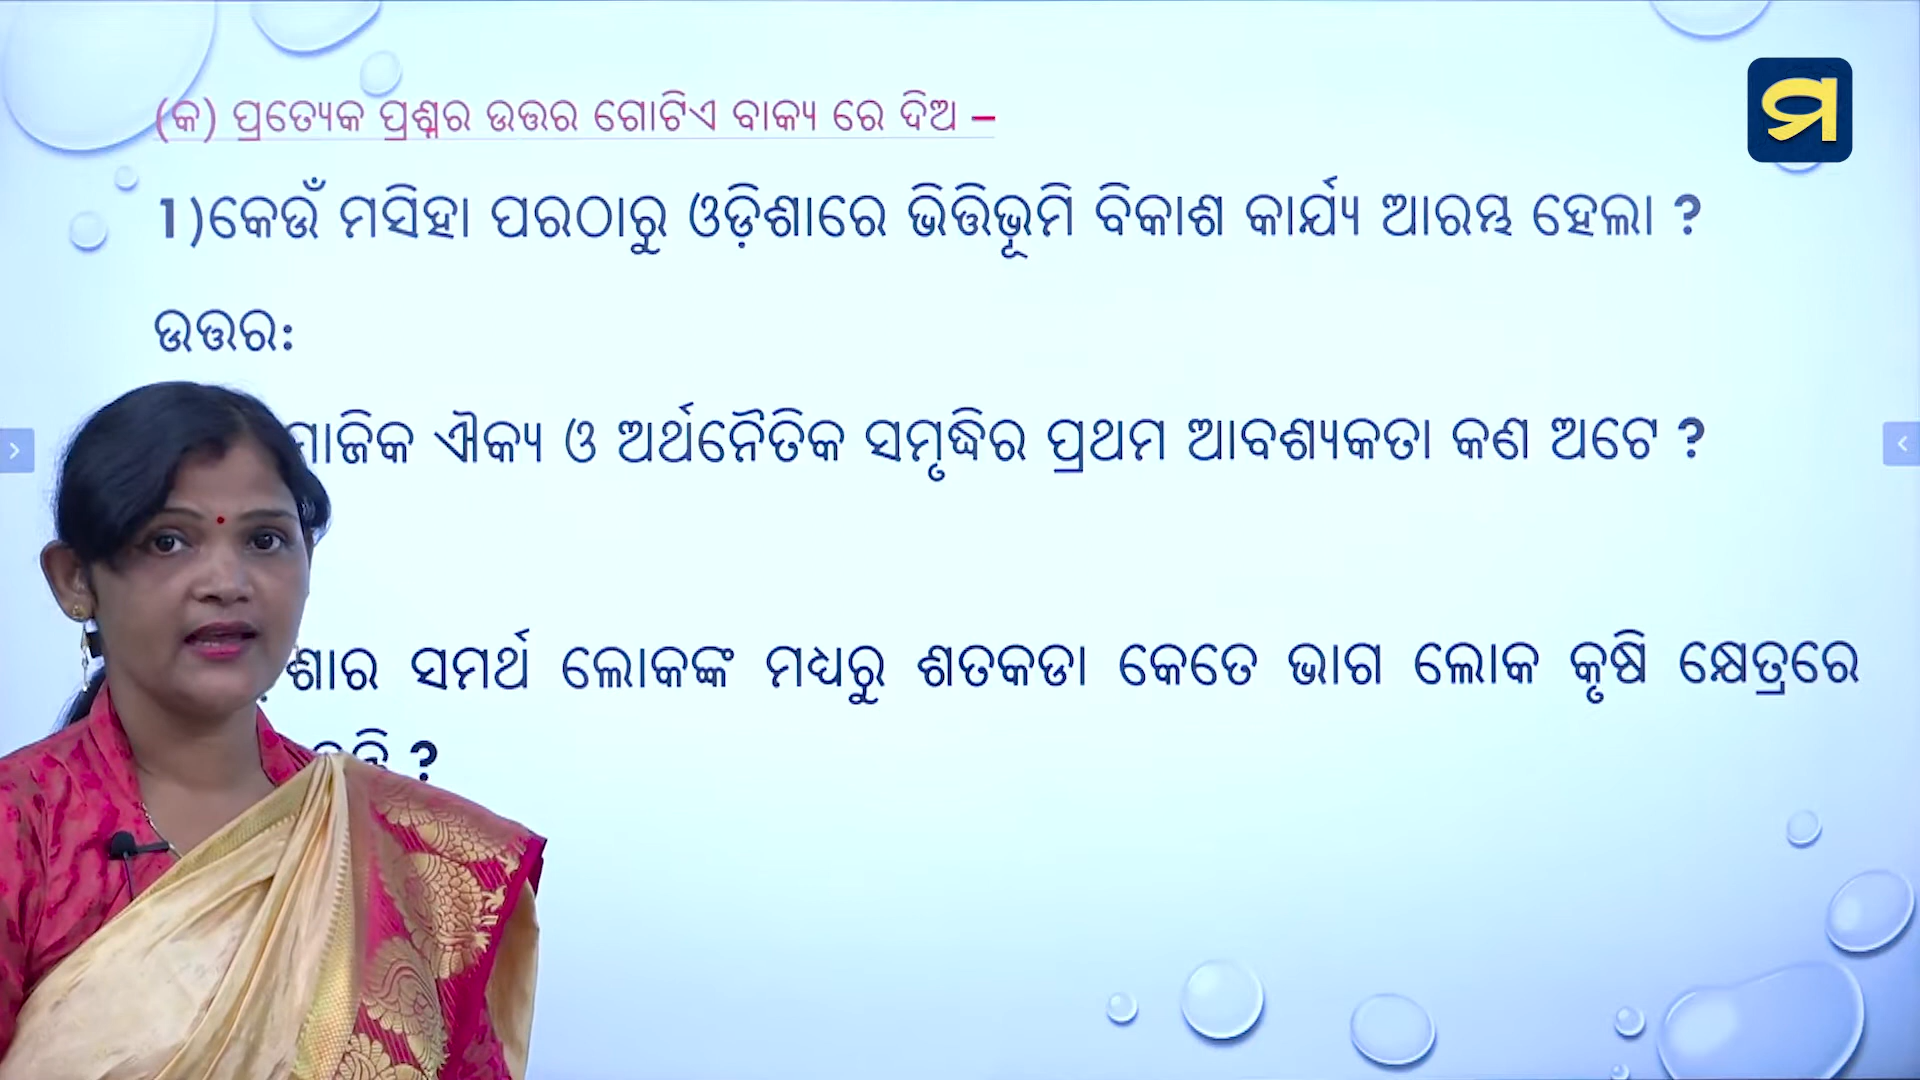 (କ) ପ୍ରତ୍ୟେକ ପ୍ରଶ୍ନର ଉତ୍ତର ଗୋଟିଏ ବାକ୍ୟ ରେ ଦିଅ –
ମ
1)କେଉଁ ମସିହା ପରଠାରୁ ଓଡ଼ିଶାରେ ଭିତ୍ତିଭୂମି ବିକାଶ କାର୍ଯ୍ୟ ଆରମ୍ଭ ହେଲା ?
ଉତ୍ତର:
ଐକ୍ୟ ଓ ଅର୍ଥନୈତିକ ସମୃଦ୍ଧିର ପ୍ରଥମ ଆବଶ୍ୟକତା କଣ ଅଟେ ?
ସମର୍ଥ ଲୋକଙ୍କ ମଧ୍ୟରୁ ଶତକଡା କେତେ ଭାଗ ଲୋକ କୃଷି କ୍ଷେତ୍ରରେ
?